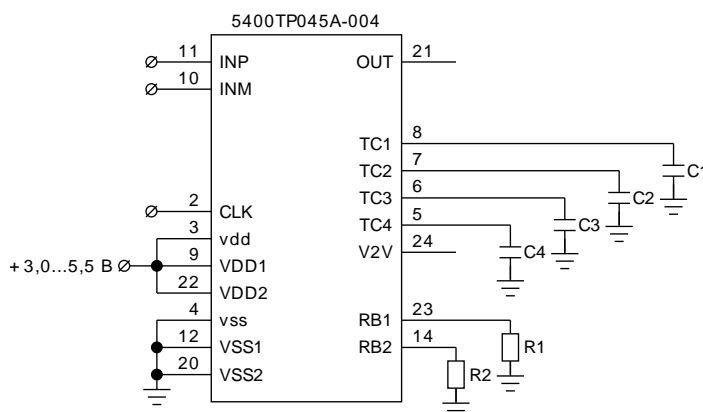 5400TP045A-004
11 INP OUT 21
10 INM
TC1 8
C1
TC2 7
C2
TC3 6
C3
2 CLK TC4 5
C4
3 vdd V2V 24
+3,0...5,5 В 9 VDD1
22 VDD2
4 vss RB1 23
R1
12 VSS1 RB2 14
R2
20 VSS2